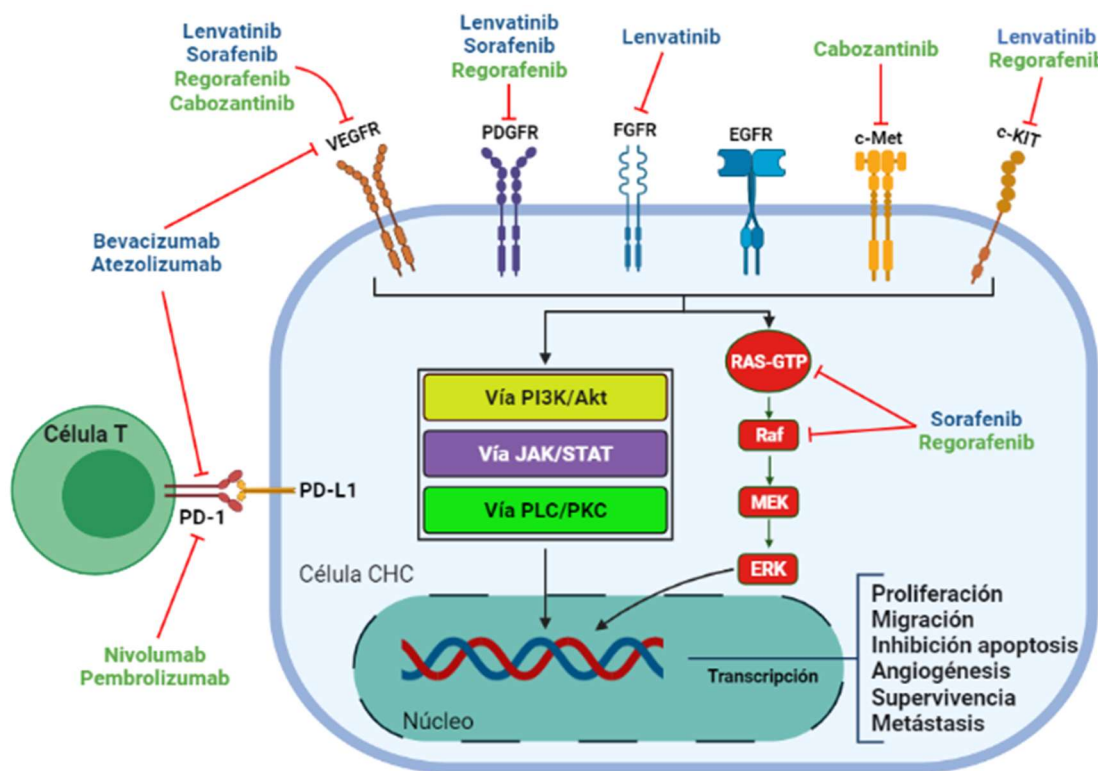 Lenvatinib
Sorafenib
Regorafenib
Cabozantinib
Lenvatinib
Sorafenib
Regorafenib
Lenvatinib
Cabozantinib
Lenvatinib
Regorafenib
VEGFR
PDGFR
FGFR
EGFR
c-Met
c-KIT
Bevacizumab
Atezolizumab
RAS-GTP
Vía PI3K/Akt
Sorafenib
Regorafenib
Célula T
Raf
Vía JAK/STAT
PD-L1
PD-1
MEK
Vía PLC/PKC
Célula CHC
ERK
Proliferación
Migración
Inhibición apoptosis
Angiogénesis
Supervivencia
Metástasis
Nivolumab
Pembrolizumab
Transcripción
Núcleo